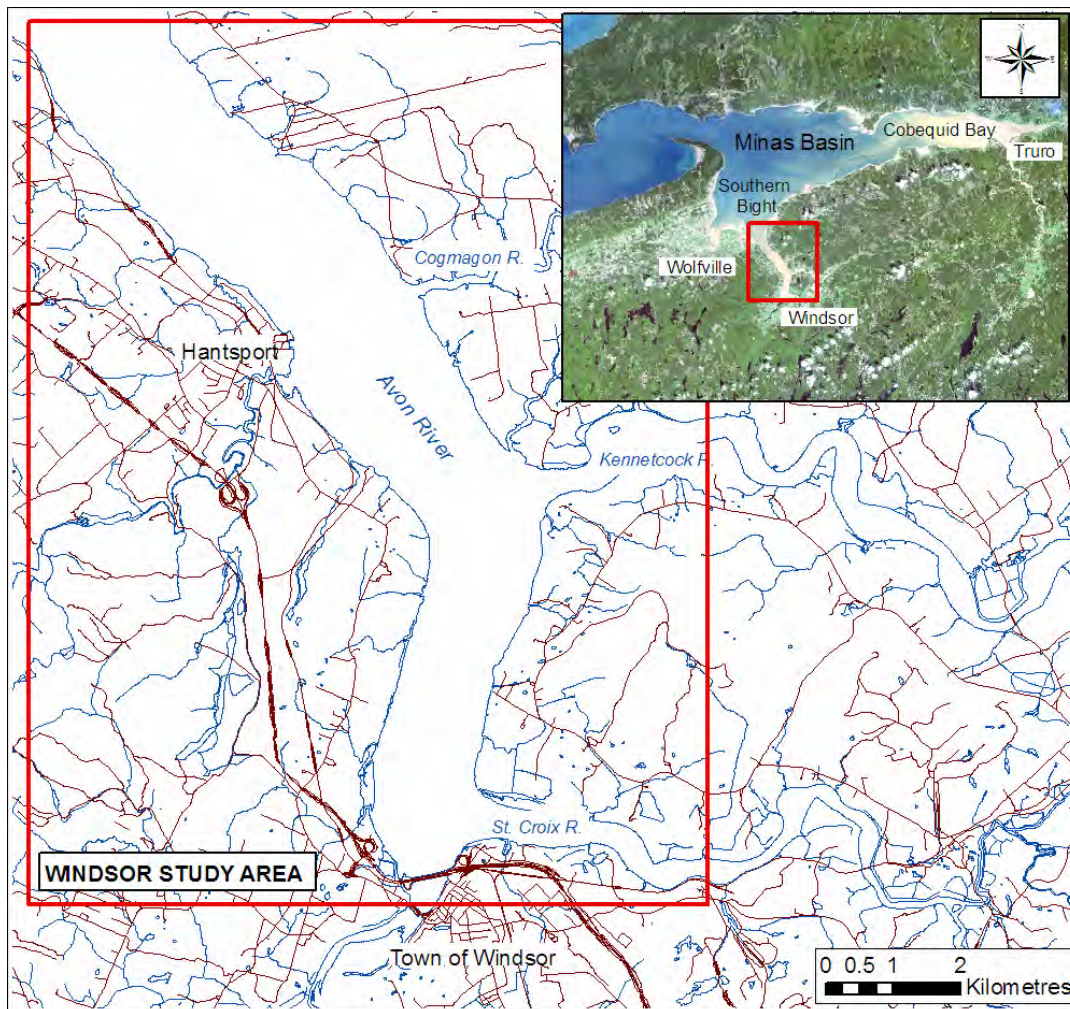 N
W
E
S
Cobequid Bay
Minas Basin
Truro
Southern
Bight
Wolfville
Windsor
Cogmagon R.
Hantsport
Avon River
Kennetcock R.
St. Croix R.
WINDSOR STUDY AREA
Town of Windsor
0 0.5 1 2
Kilometres